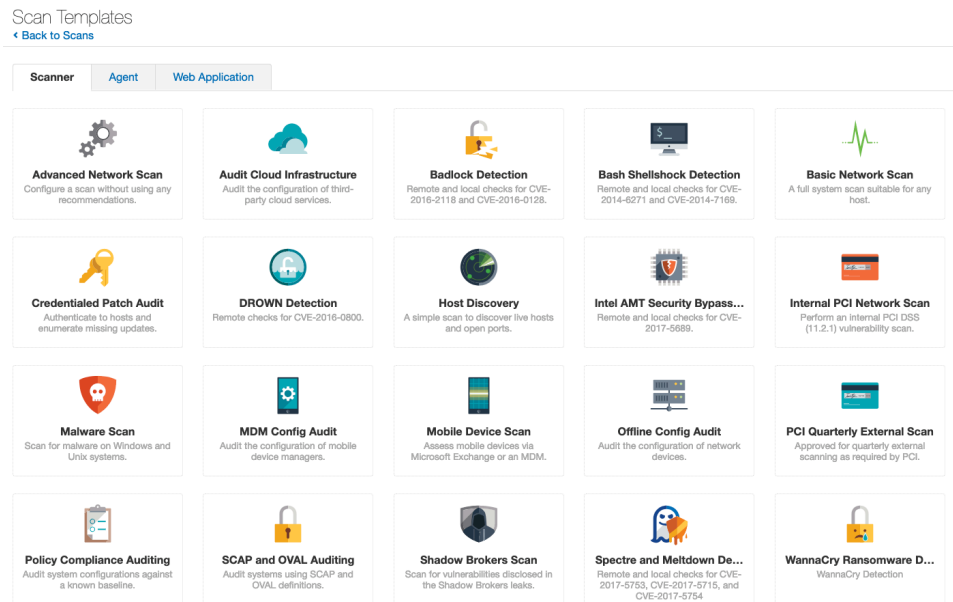 Scan Templates
‹ Back to Scans
Scanner
Agent
Web Application
Advanced Network Scan
Configure a scan without using any
recommendations.
Audit Cloud Infrastructure
Audit the configuration of third-
party cloud services.
Badlock Detection
Remote and local checks for CVE-
2016-2118 and CVE-2016-0128.
$_
Bash Shellshock Detection
Remote and local checks for CVE-
2014-6271 and CVE-2014-7169.
Basic Network Scan
A full system scan suitable for any
host.
Credentialed Patch Audit
Authenticate to hosts and
enumerate missing updates.
DROWN Detection
Remote checks for CVE-2016-0800.
Host Discovery
A simple scan to discover live hosts
and open ports.
Intel AMT Security Bypass...
Remote and local checks for CVE-
2017-5689.
Internal PCI Network Scan
Perform an internal PCI DSS
(11.2.1) vulnerability scan.
Malware Scan
Scan for malware on Windows and
Unix systems.
MDM Config Audit
Audit the configuration of mobile
device managers.
Mobile Device Scan
Assess mobile devices via
Microsoft Exchange or an MDM.
Offline Config Audit
Audit the configuration of network
devices.
PCI Quarterly External Scan
Approved for quarterly external
scanning as required by PCI.
Policy Compliance Auditing
Audit system configurations against
a known baseline.
SCAP and OVAL Auditing
Audit systems using SCAP and
OVAL definitions.
Shadow Brokers Scan
Scan for vulnerabilities disclosed in
the Shadow Brokers leaks.
Spectre and Meltdown De...
Remote and local checks for CVE-
2017-5753, CVE-2017-5715, and
CVE-2017-5754
WannaCry Ransomware D...
WannaCry Detection